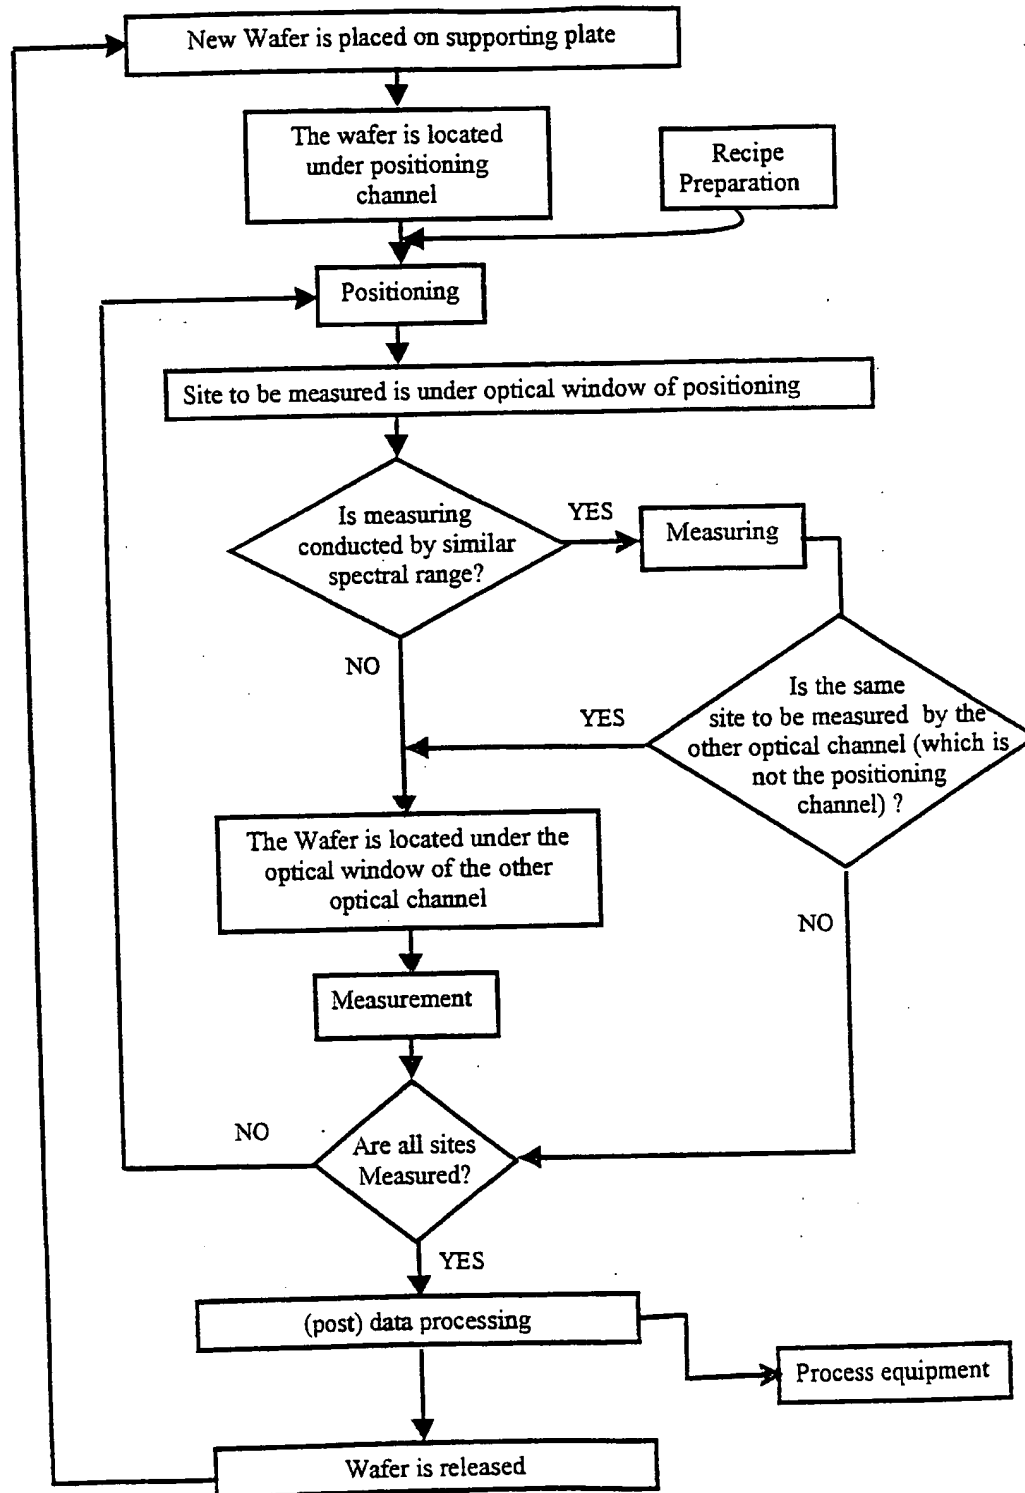 New Wafer is placed on supporting plate
The wafer is located
under positioning
channel
Recipe
Preparation
Positioning
Site to be measured is under optical window of positioning
Is measuring
conducted by similar
spectral range?
YES
Measuring
NO
Is the same
site to be measured by the
other optical channel (which is
not the positioning
channel) ?
YES
The Wafer is located under the
optical window of the other
optical channel
NO
Measurement
Are all sites
Measured?
NO
YES
(post) data processing
Process equipment
Wafer is released